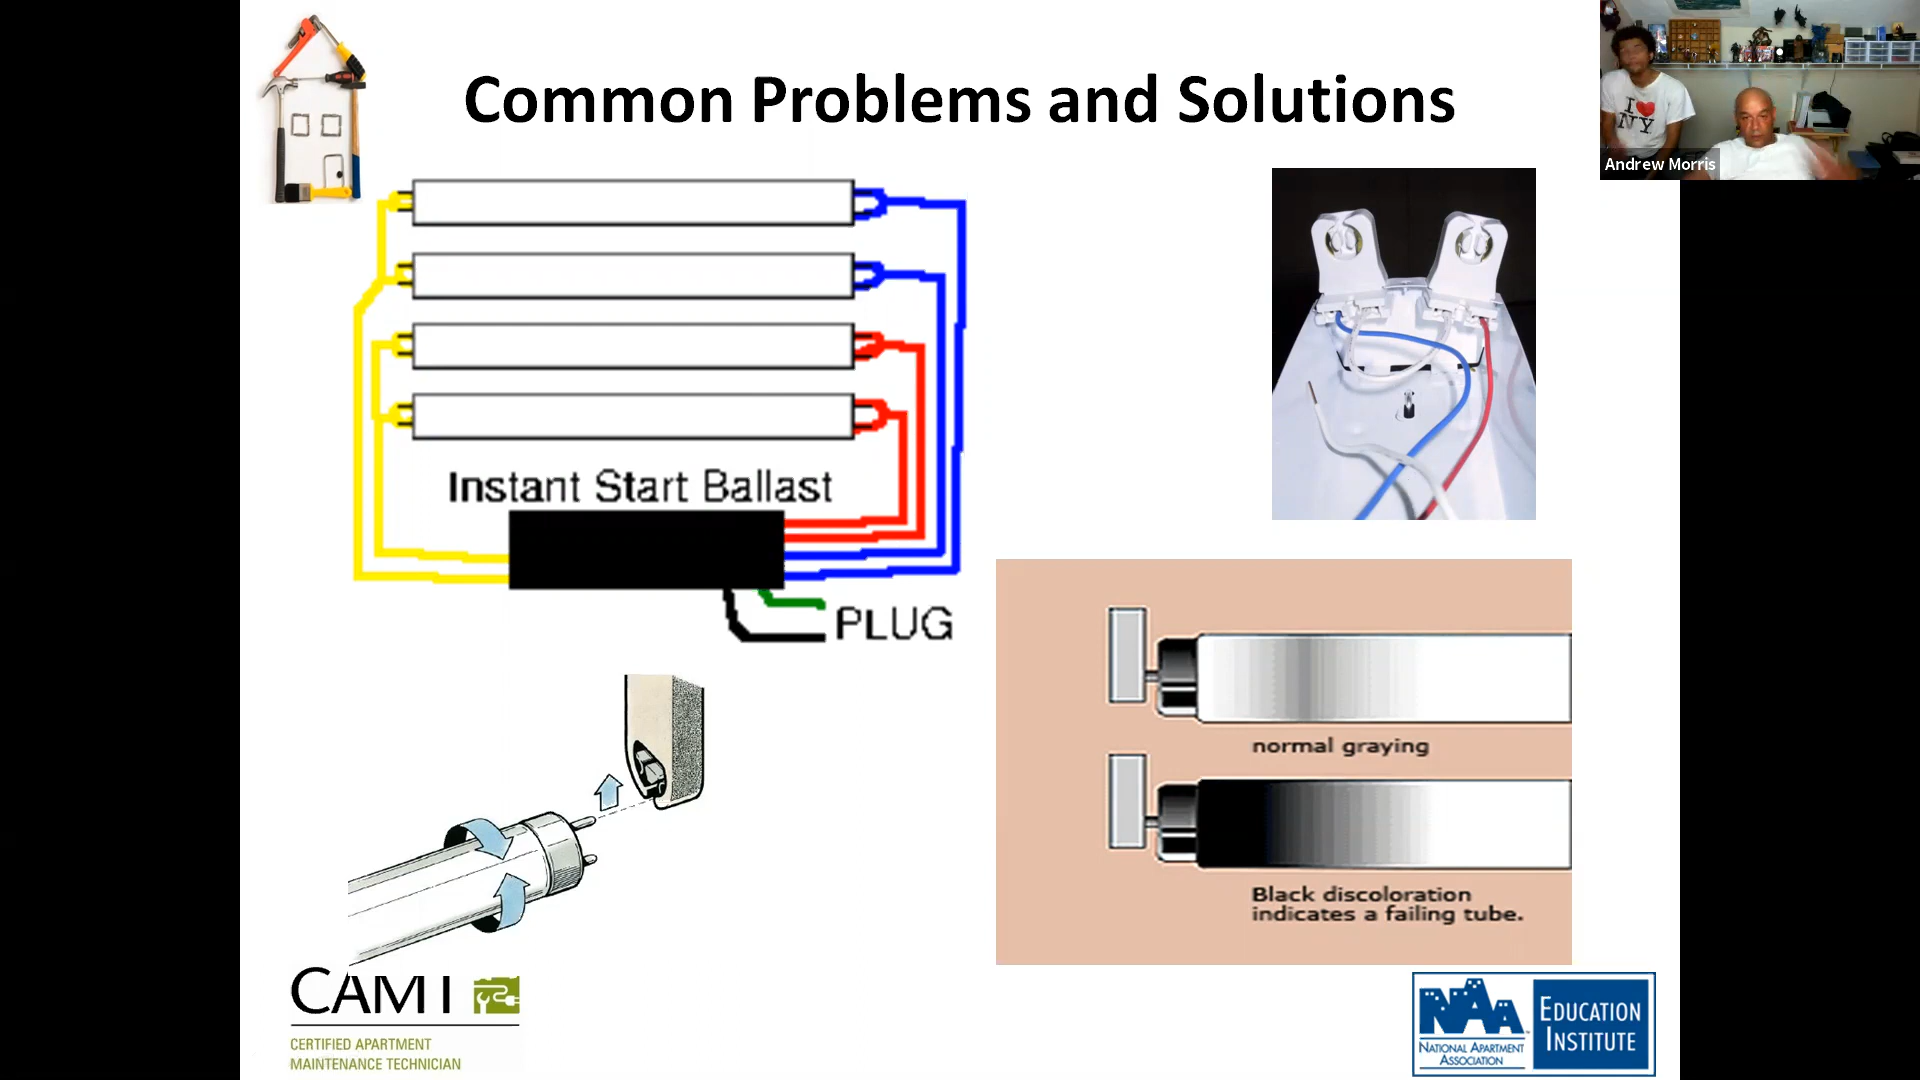 Common Problems and Solutions
I ♥ NY
Andrew Morris
Instant Start Ballast
PLUG
normal graying
Black discoloration
indicates a failing tube.
CAM I
CERTIFIED APARTMENT
MAINTENANCE TECHNICIAN
NAA
NATIONAL APARTMENT
ASSOCIATION
EDUCATION
INSTITUTE